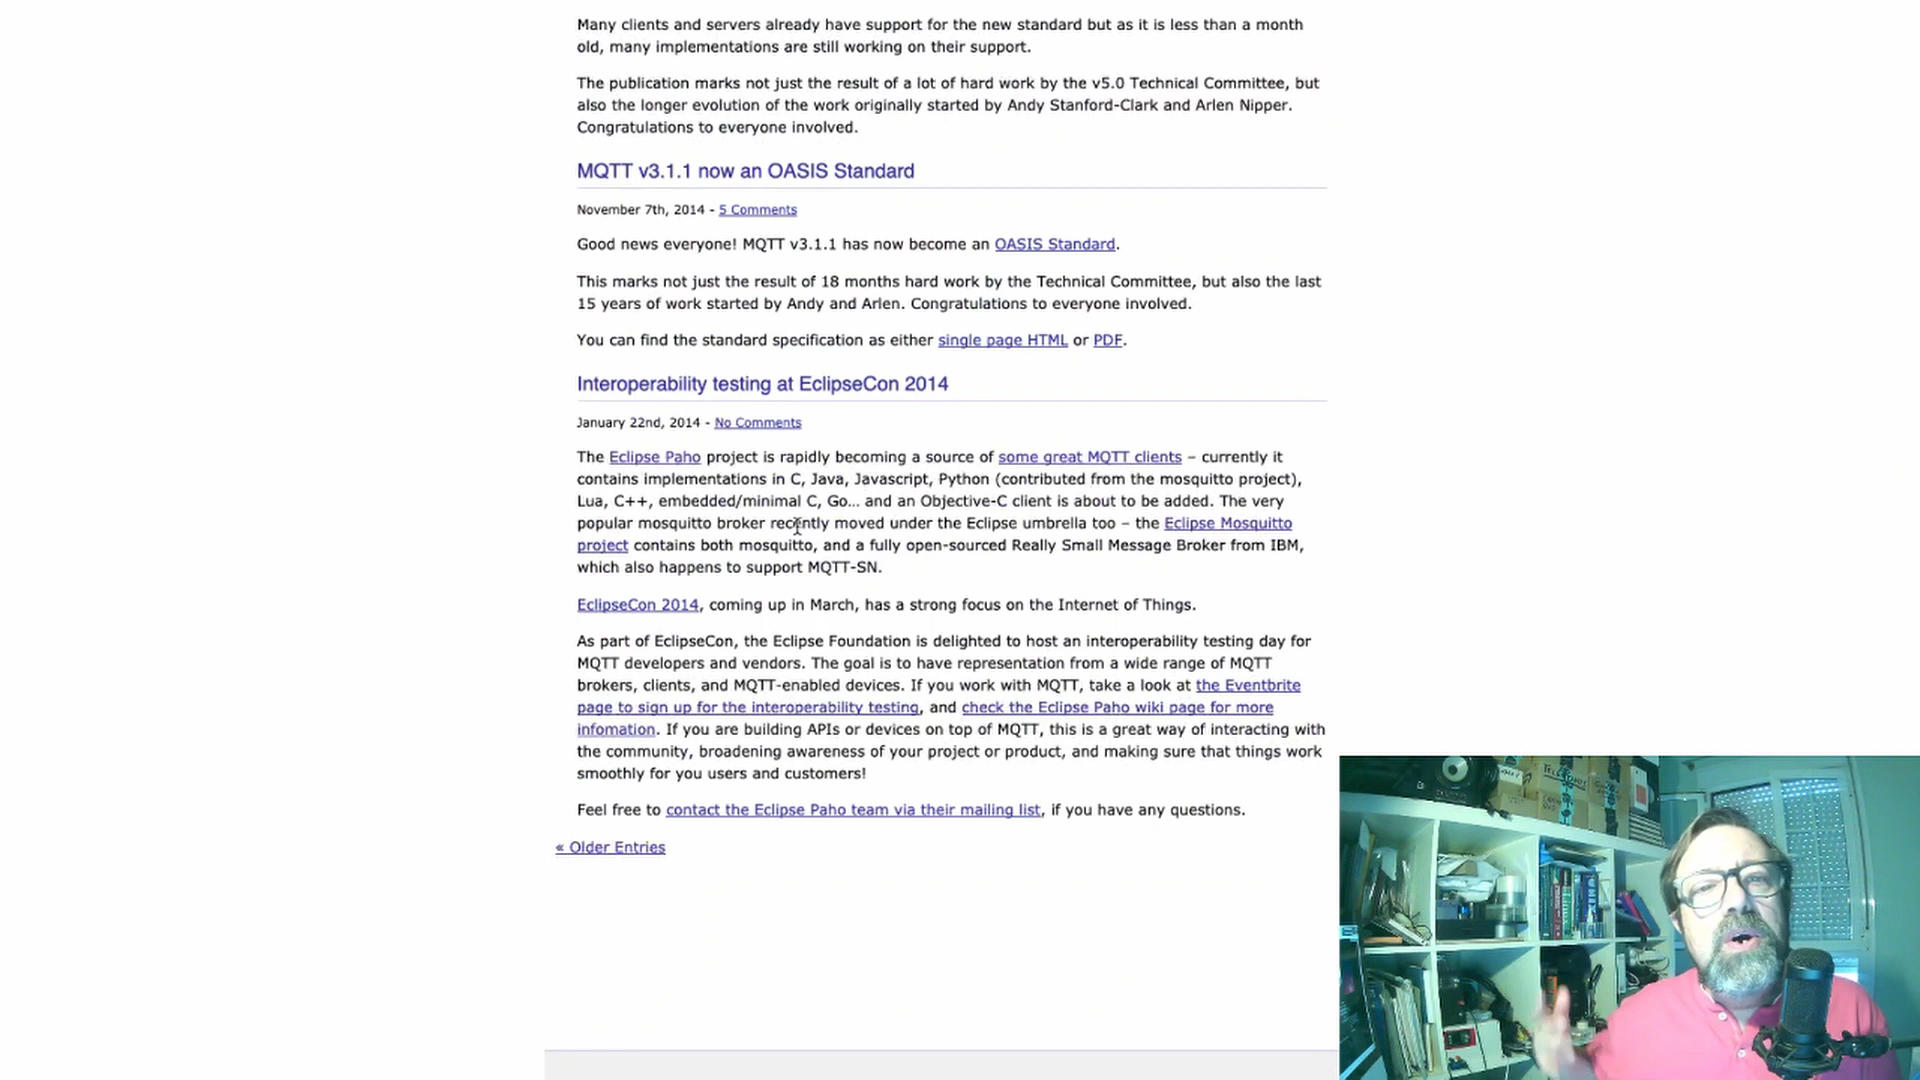 Many clients and servers already have support for the new standard but as it is less than a month
old, many implementations are still working on their support.
The publication marks not just the result of a lot of hard work by the v5.0 Technical Committee, but
also the longer evolution of the work originally started by Andy Stanford-Clark and Arlen Nipper.
Congratulations to everyone involved.
MQTT v3.1.1 now an OASIS Standard
November 7th, 2014 - 5 Comments
Good news everyone! MQTT v3.1.1 has now become an OASIS Standard.
This marks not just the result of 18 months hard work by the Technical Committee, but also the last
15 years of work started by Andy and Arlen. Congratulations to everyone involved.
You can find the standard specification as either single page HTML or PDF.
Interoperability testing at EclipseCon 2014
January 22nd, 2014 - No Comments
The Eclipse Paho project is rapidly becoming a source of some great MQTT clients – currently it
contains implementations in C, Java, Javascript, Python (contributed from the mosquitto project),
Lua, C++, embedded/minimal C, Go... and an Objective-C client is about to be added. The very
popular mosquitto broker recently moved under the Eclipse umbrella too – the Eclipse Mosquitto
project contains both mosquitto, and a fully open-sourced Really Small Message Broker from IBM,
which also happens to support MQTT-SN.
EclipseCon 2014, coming up in March, has a strong focus on the Internet of Things.
As part of EclipseCon, the Eclipse Foundation is delighted to host an interoperability testing day for
MQTT developers and vendors. The goal is to have representation from a wide range of MQTT
brokers, clients, and MQTT-enabled devices. If you work with MQTT, take a look at the Eventbrite
page to sign up for the interoperability testing, and check the Eclipse Paho wiki page for more
infomation. If you are building APIs or devices on top of MQTT, this is a great way of interacting with
the community, broadening awareness of your project or product, and making sure that things work
smoothly for you users and customers!
Feel free to contact the Eclipse Paho team via their mailing list, if you have any questions.
« Older Entries